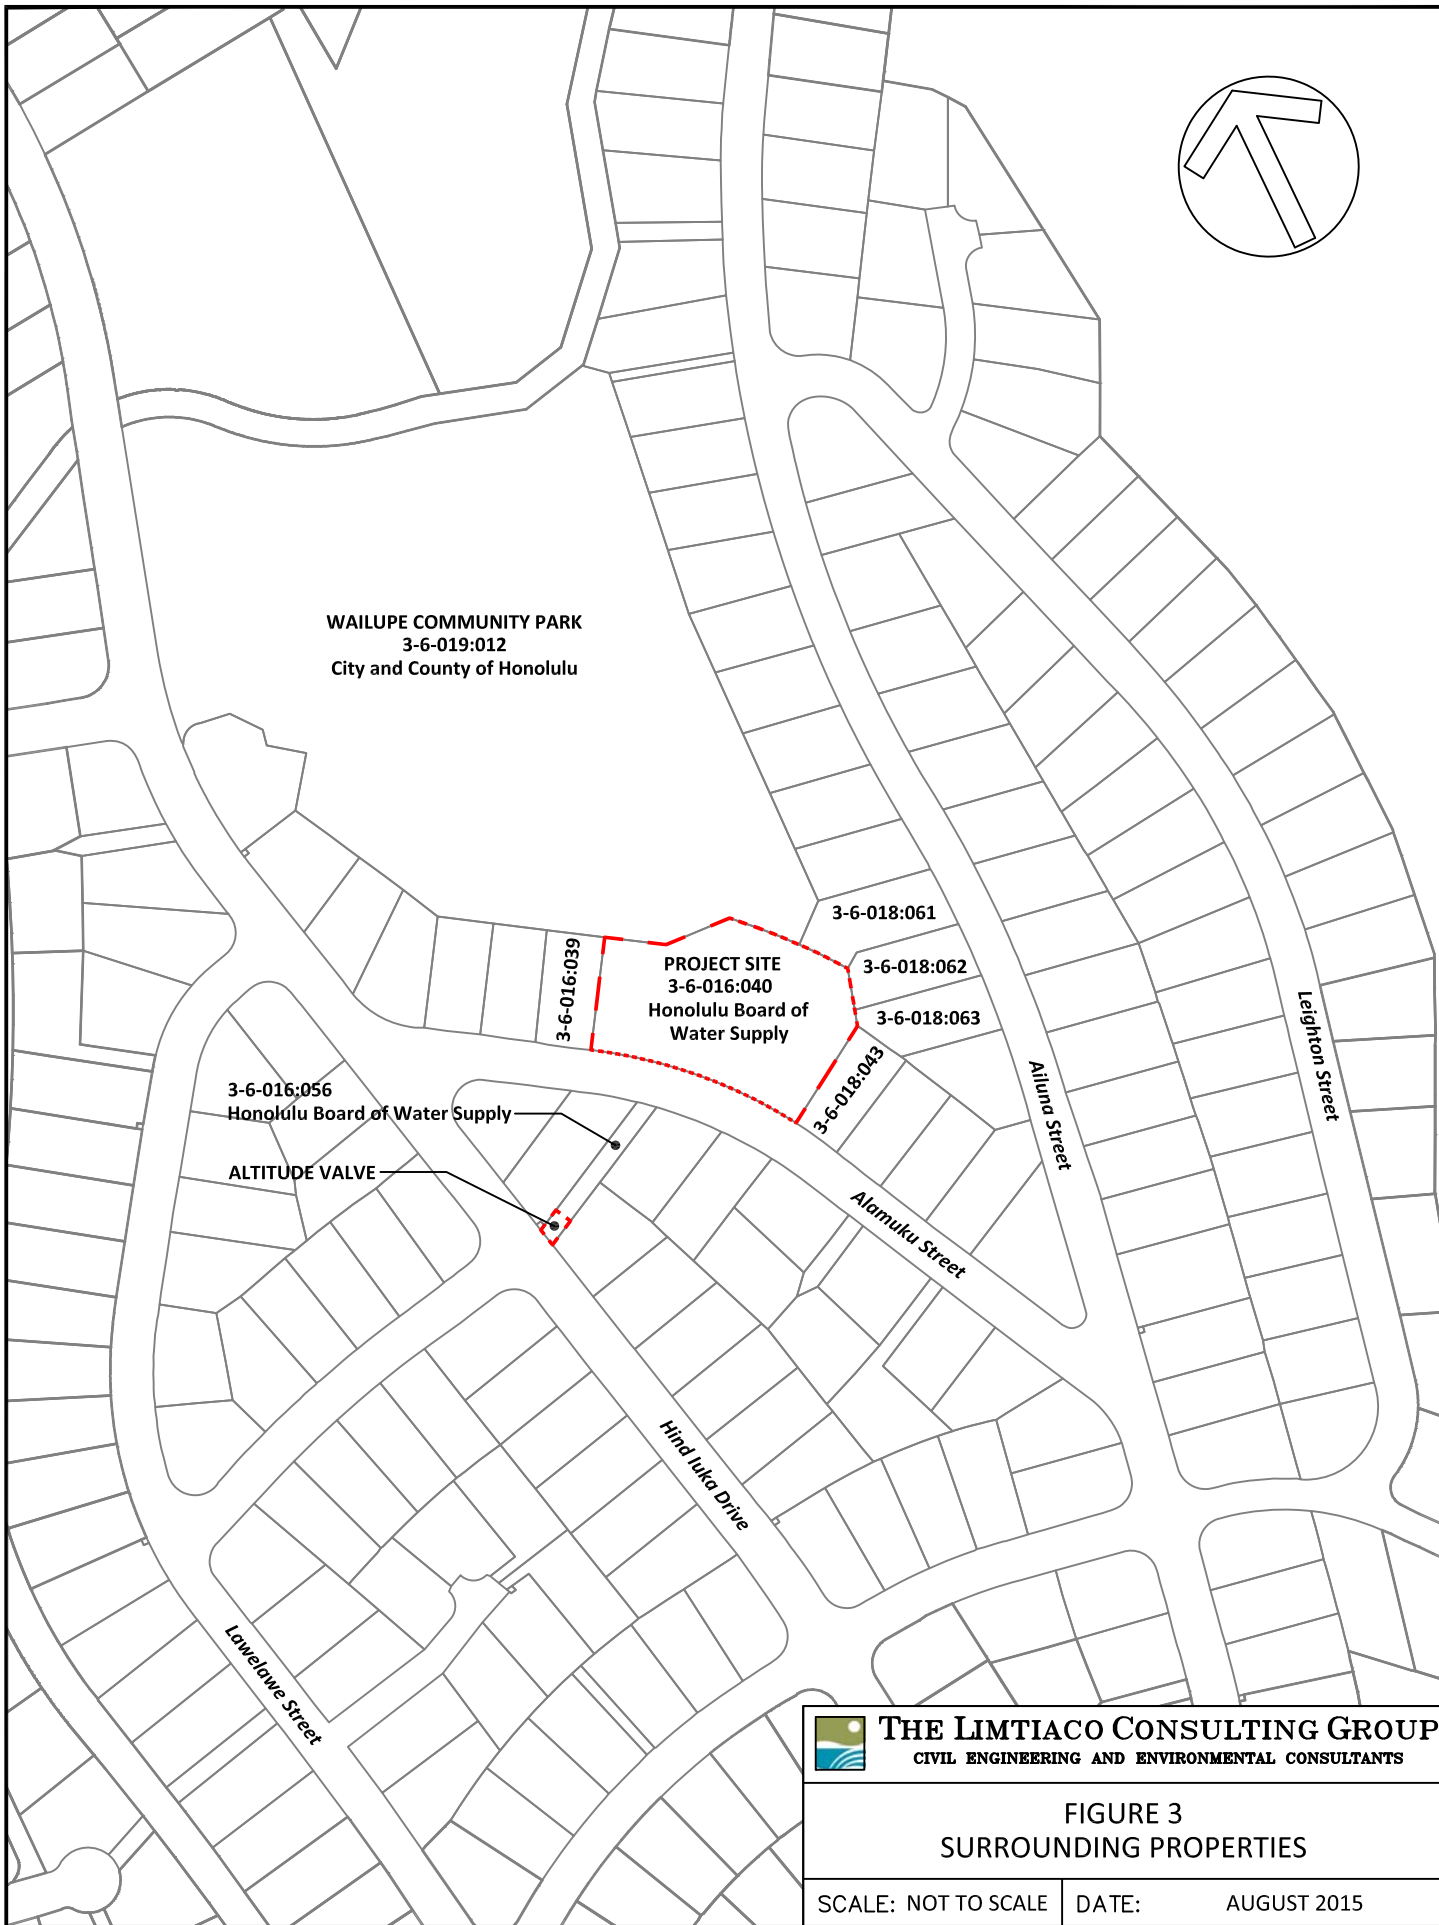 WAILUPE COMMUNITY PARK
3-6-019:012
City and County of Honolulu
3-6-018:061
3-6-016:039
PROJECT SITE
3-6-016:040
Honolulu Board of
Water Supply
3-6-018:062
3-6-018:063
3-6-018:043
Leighton Street
Ailuna Street
3-6-016:056
Honolulu Board of Water Supply
ALTITUDE VALVE
Alamuku Street
Hind Iuka Drive
Lawelawe Street
THE LIMTIACO CONSULTING GROUP
CIVIL ENGINEERING AND ENVIRONMENTAL CONSULTANTS
FIGURE 3
SURROUNDING PROPERTIES
SCALE: NOT TO SCALE
DATE: AUGUST 2015